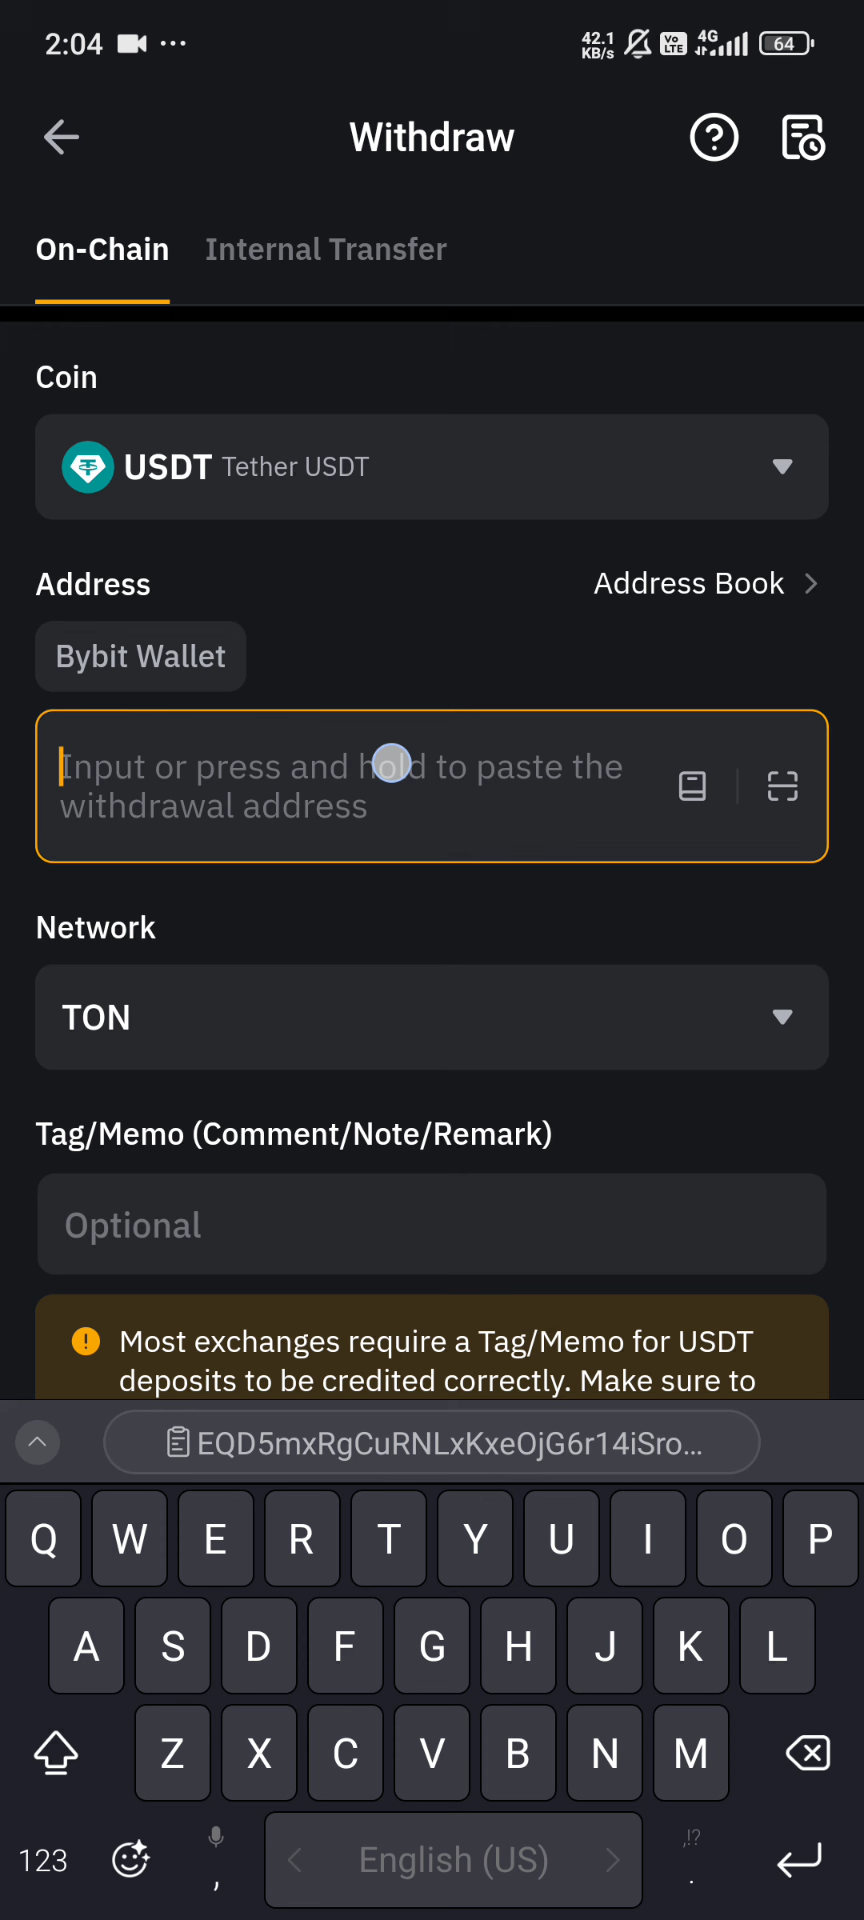 2:04
42.1 KB/s Vo LTE 4G 64
Withdraw
On-Chain Internal Transfer
Coin
USDT Tether USDT
Address Address Book
Bybit Wallet
Input or press and hold to paste the
withdrawal address
Network
TON
Tag/Memo (Comment/Note/Remark)
Optional
Most exchanges require a Tag/Memo for USDT
deposits to be credited correctly. Make sure to
EQD5mxRgCuRNLxKxeOjG6r14iSro...
Q W E R T Y U I O P
A S D F G H J K L
Z X C V B N M
123 , English (US) ,!? .